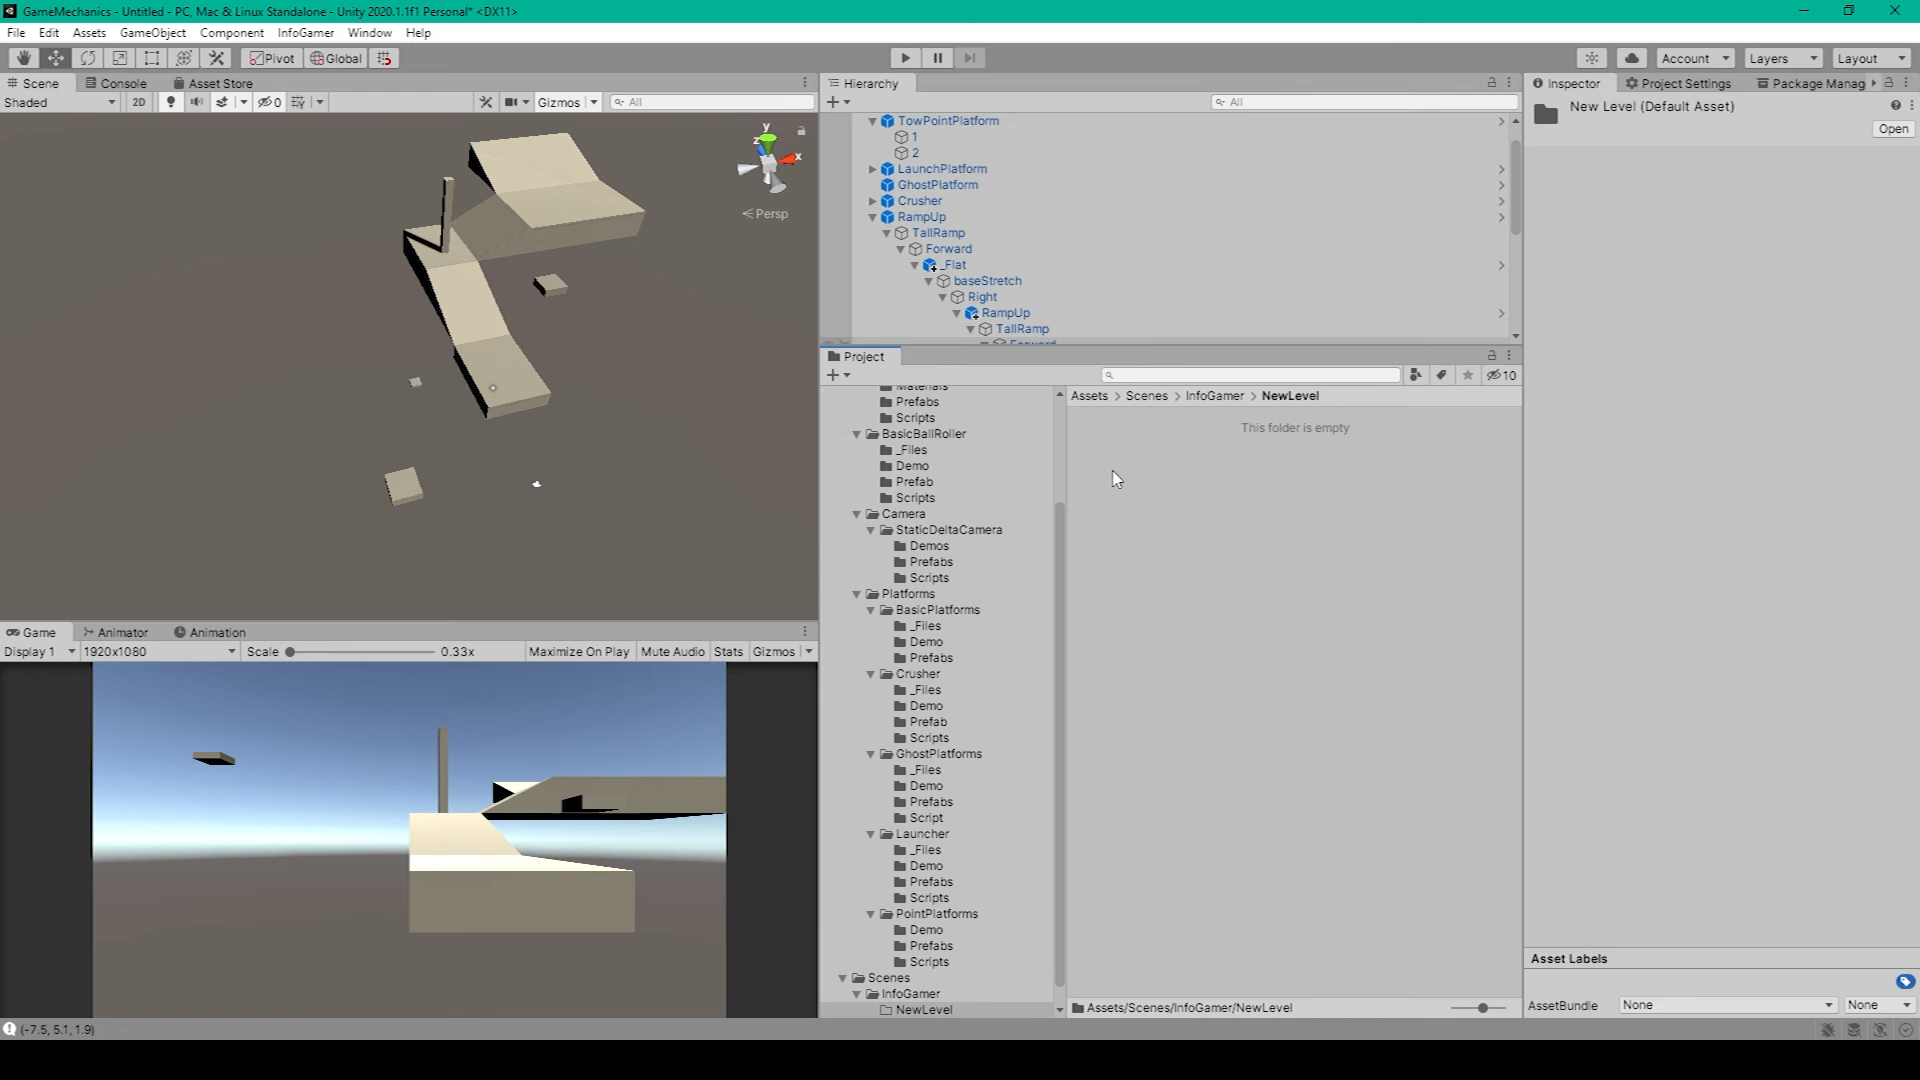 GameMechanics - Untitled - PC, Mac & Linux Standalone - Unity 2020.1.1f1 Personal* <DX11>
File Edit Assets GameObject Component InfoGamer Window Help
Pivot Global Account Layers Layout
Scene Console Asset Store
Shaded 2D 0 Gizmos All
y
z
x
Persp
Hierarchy
All
TowPointPlatform
1
2
LaunchPlatform
GhostPlatform
Crusher
RampUp
TallRamp
Forward
_Flat
baseStretch
Right
RampUp
TallRamp
Forward
Project
10
Materials
Prefabs
Scripts
BasicBallRoller
_Files
Demo
Prefab
Scripts
Camera
StaticDeltaCamera
Demos
Prefabs
Scripts
Platforms
BasicPlatforms
_Files
Demo
Prefabs
Crusher
_Files
Demo
Prefab
Scripts
GhostPlatforms
_Files
Demo
Prefabs
Script
Launcher
_Files
Demo
Prefabs
Scripts
PointPlatforms
Demo
Prefabs
Scripts
Scenes
InfoGamer
NewLevel
Assets > Scenes > InfoGamer > NewLevel
This folder is empty
Assets/Scenes/InfoGamer/NewLevel
Inspector Project Settings Package Manag
New Level (Default Asset)
Open
Asset Labels
AssetBundle None None
Game Animator Animation
Display 1 1920x1080 Scale 0.33x Maximize On Play Mute Audio Stats Gizmos
(-7.5, 5.1, 1.9)